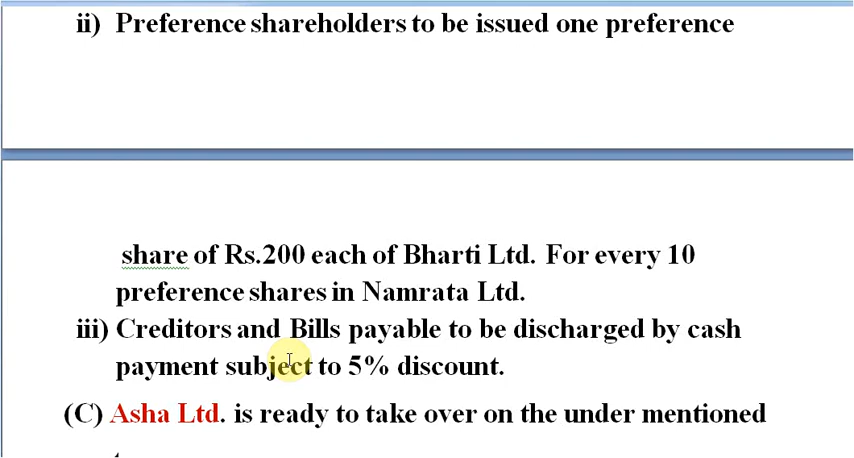 ii) Preference shareholders to be issued one preference
share of Rs.200 each of Bharti Ltd. For every 10
preference shares in Namrata Ltd.
iii) Creditors and Bills payable to be discharged by cash
payment subject to 5% discount.
(C) Asha Ltd. is ready to take over on the under mentioned